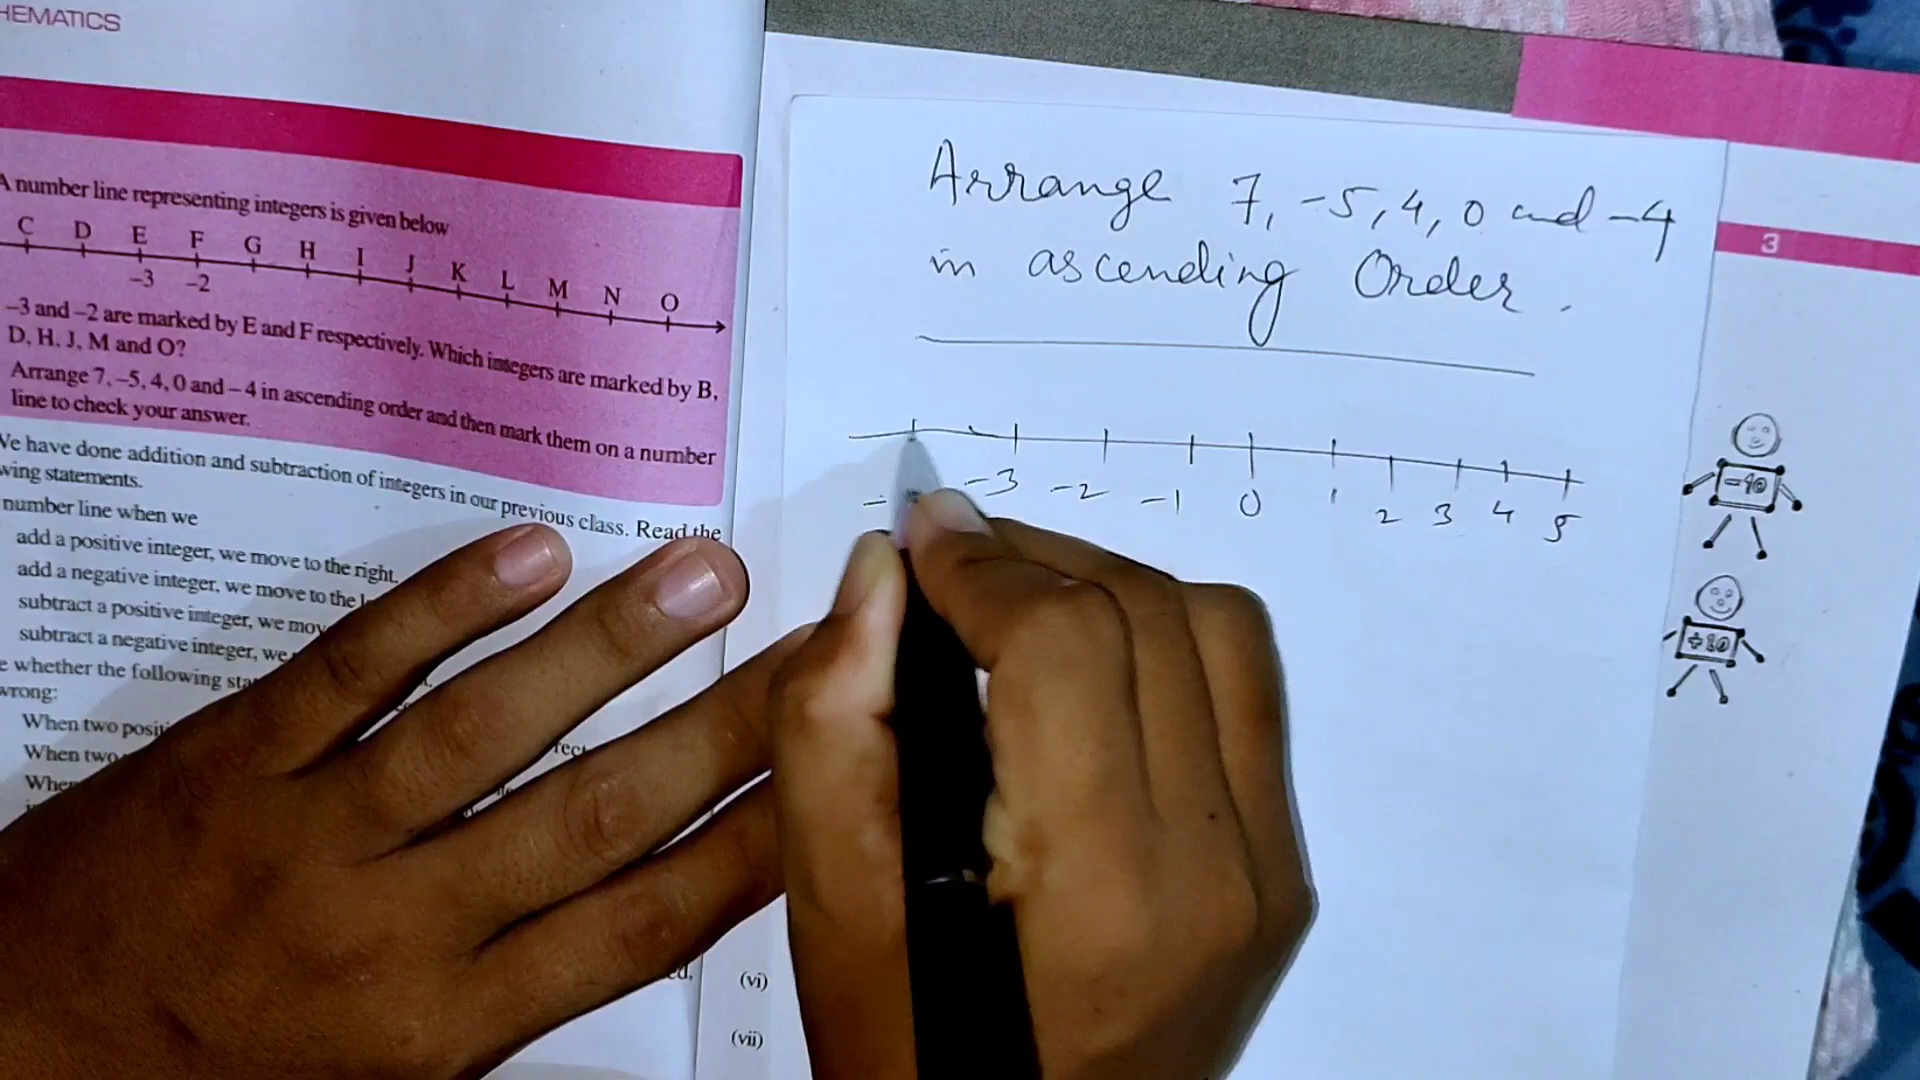 HEMATICS
A number line representing integers is given below
C D E F G H I J K L M N O
-3 -2
-3 and -2 are marked by E and F respectively. Which integers are marked by B,
D, H, J, M and O?
Arrange 7, -5, 4, 0 and - 4 in ascending order and then mark them on a number
line to check your answer.
We have done addition and subtraction of integers in our previous class. Read the
wing statements.
number line when we
add a positive integer, we move to the right.
add a negative integer, we move to the l
subtract a positive integer, we mov
subtract a negative integer, we
e whether the following sta
wrong:
When two posit
When two
When
(vi)
(vii)
Arrange 7, -5, 4, 0 and -4
in ascending Order.
-3 -2 -1 0 1 2 3 4 5
3
-10
+10